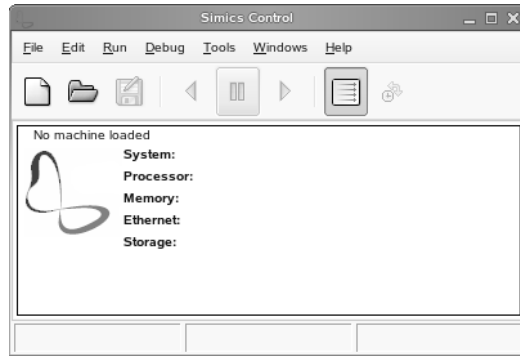 Simics Control
File Edit Run Debug Tools Windows Help
No machine loaded
System:
Processor:
Memory:
Ethernet:
Storage: